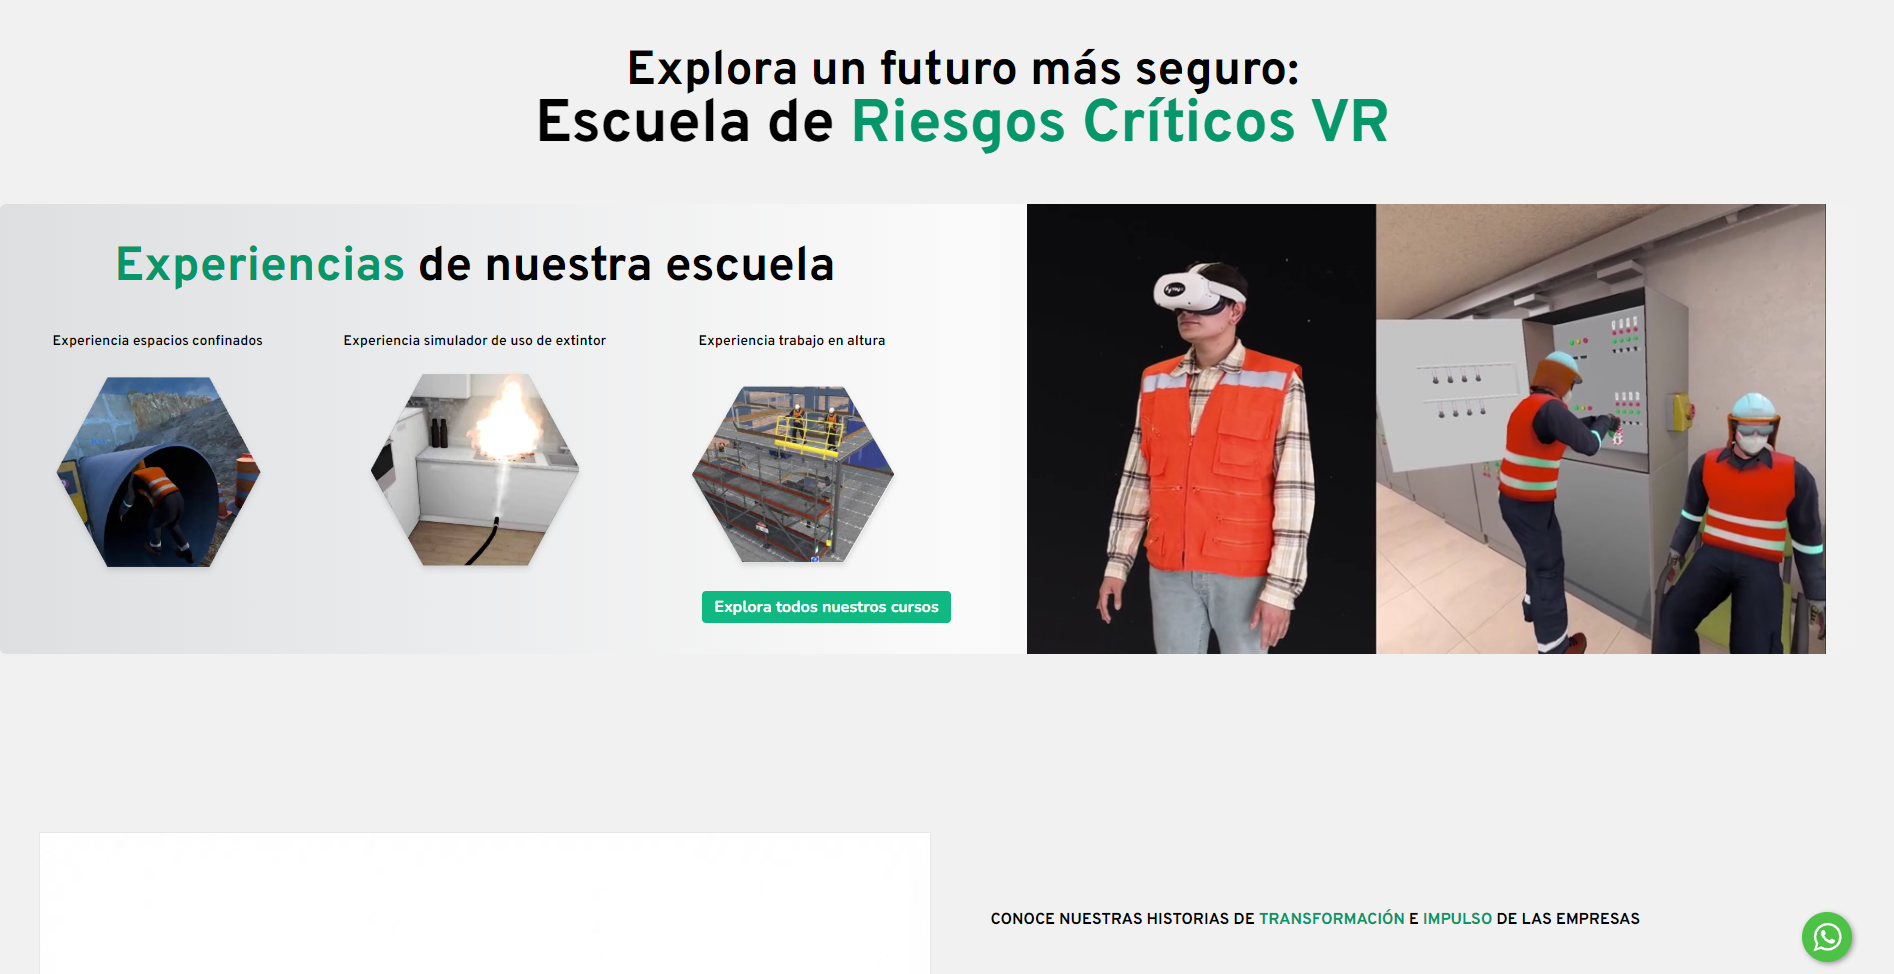 Explora un futuro más seguro:
Escuela de Riesgos Críticos VR
Experiencias de nuestra escuela
Experiencia espacios confinados
Experiencia simulador de uso de extintor
Experiencia trabajo en altura
Explora todos nuestros cursos
CONOCE NUESTRAS HISTORIAS DE TRANSFORMACIÓN E IMPULSO DE LAS EMPRESAS